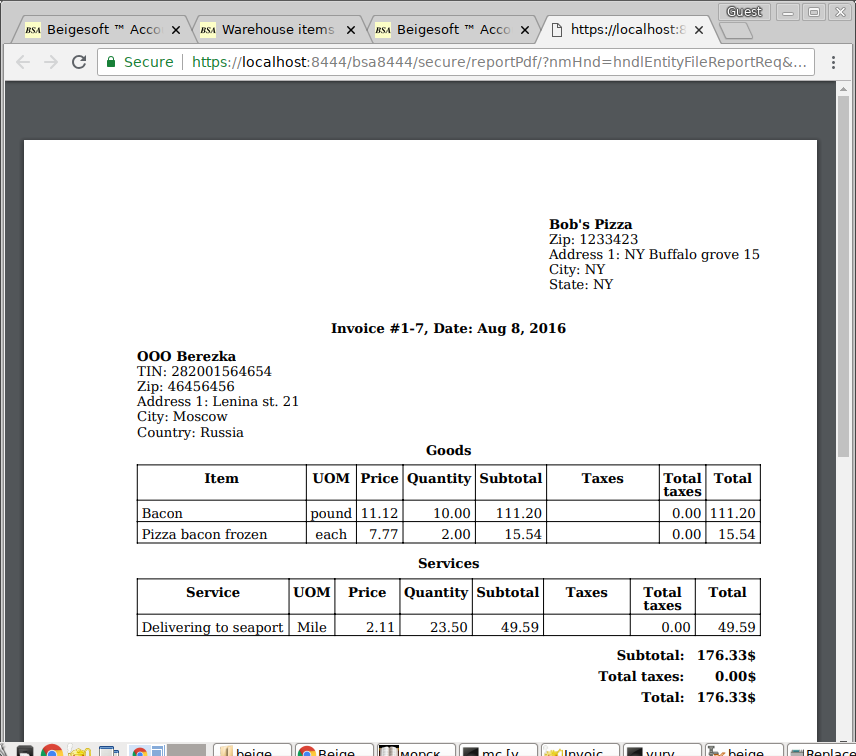 Guest
BSA Beigesoft ™ Acco
BSA Warehouse items
BSA Beigesoft ™ Acco
https://localhost:8
Secure https://localhost:8444/bsa8444/secure/reportPdf/?nmHnd=hndlEntityFileReportReq&...
Bob's Pizza
Zip: 1233423
Address 1: NY Buffalo grove 15
City: NY
State: NY
Invoice #1-7, Date: Aug 8, 2016
OOO Berezka
TIN: 282001564654
Zip: 46456456
Address 1: Lenina st. 21
City: Moscow
Country: Russia
Goods
Item UOM Price Quantity Subtotal Taxes Total taxes Total
Bacon pound 11.12 10.00 111.20 0.00 111.20
Pizza bacon frozen each 7.77 2.00 15.54 0.00 15.54
Services
Service UOM Price Quantity Subtotal Taxes Total taxes Total
Delivering to seaport Mile 2.11 23.50 49.59 0.00 49.59
Subtotal: 176.33$
Total taxes: 0.00$
Total: 176.33$
beige Beige морск mc [y Invoic yury beige Replace